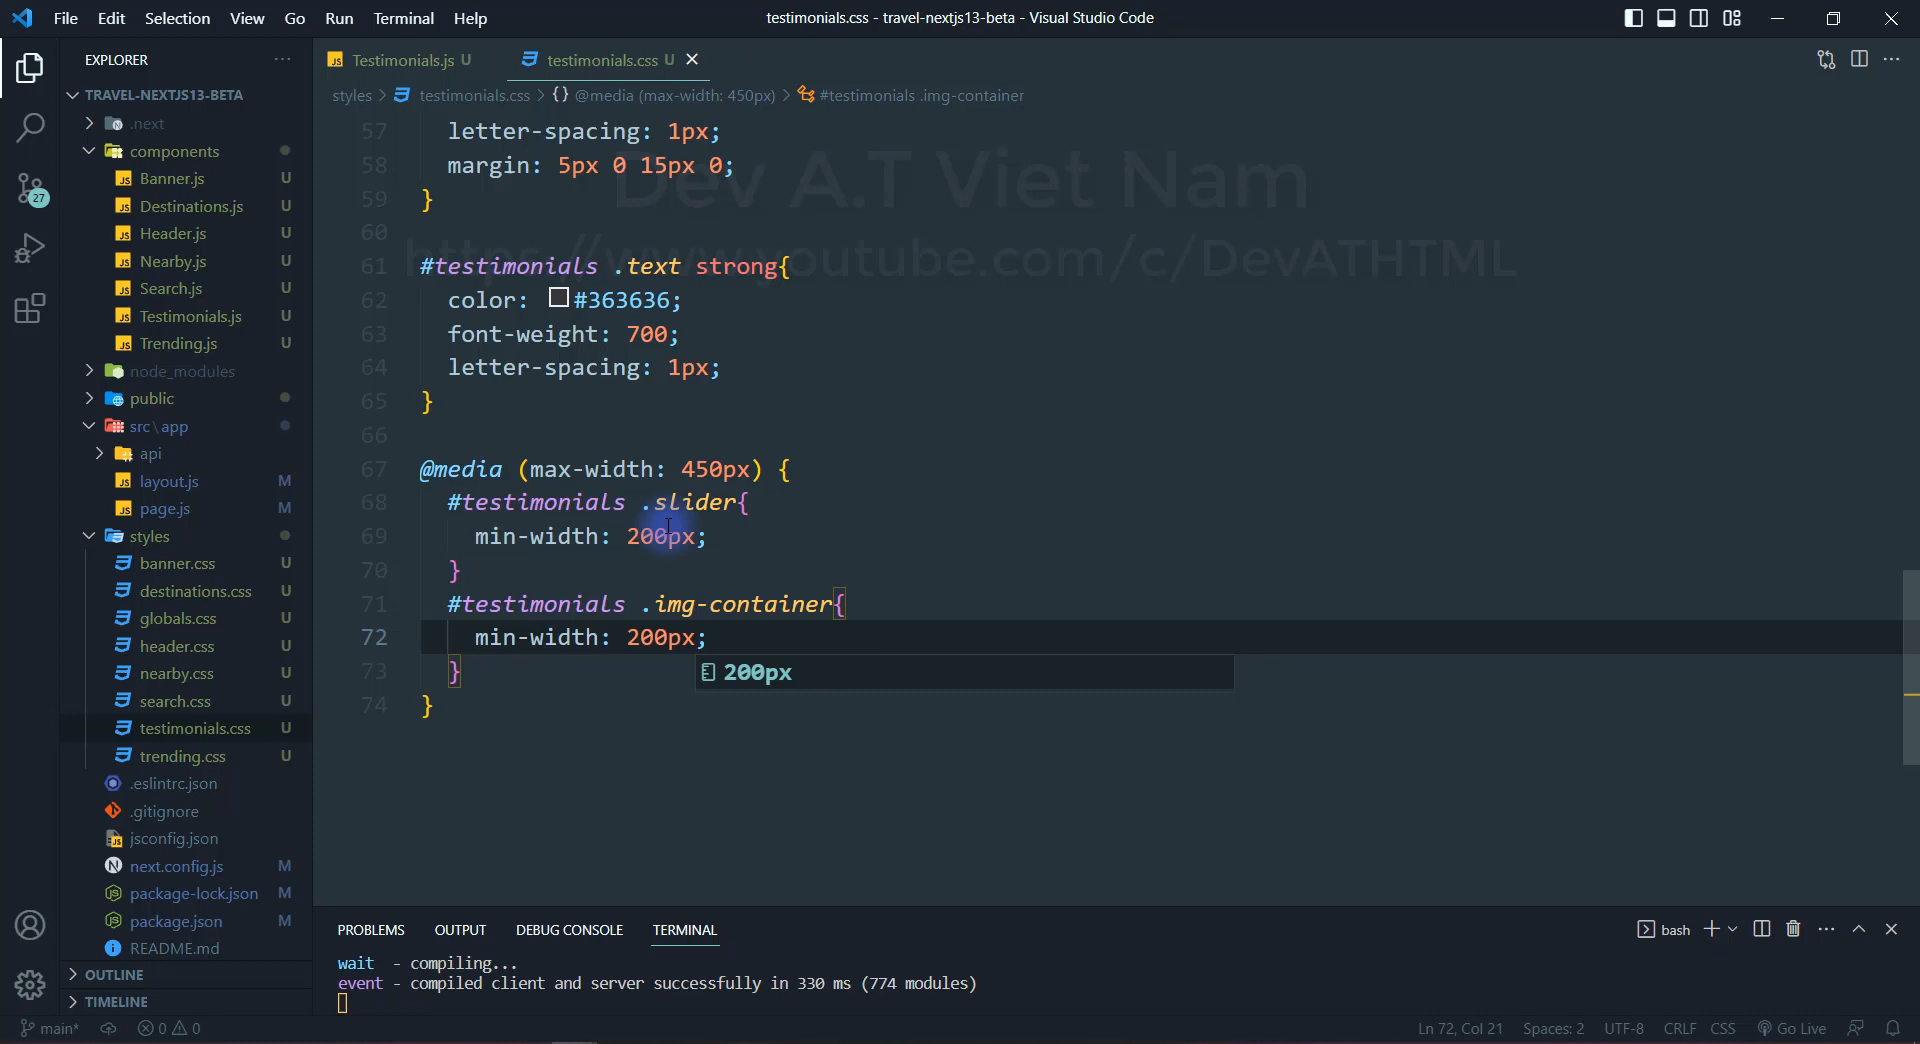 File Edit Selection View Go Run Terminal Help
testimonials.css - travel-nextjs13-beta - Visual Studio Code
EXPLORER
TRAVEL-NEXTJS13-BETA
.next
components
Banner.js U
Destinations.js U
Header.js U
Nearby.js U
Search.js U
Testimonials.js U
Trending.js U
node_modules
public
src\app
api
layout.js M
page.js M
styles
banner.css U
destinations.css U
globals.css U
header.css U
nearby.css U
search.css U
testimonials.css U
trending.css U
.eslintrc.json
.gitignore
jsconfig.json
next.config.js M
package-lock.json M
package.json M
README.md
OUTLINE
TIMELINE
27
Testimonials.js U
testimonials.css U
styles > testimonials.css > {} @media (max-width: 450px) > #testimonials .img-container
Dev A.T Viet Nam
https://www.youtube.com/c/DevATHTML
57 letter-spacing: 1px;
58 margin: 5px 0 15px 0;
59 }
60
61 #testimonials .text strong{
62 color: #363636;
63 font-weight: 700;
64 letter-spacing: 1px;
65 }
66
67 @media (max-width: 450px) {
68 #testimonials .slider{
69 min-width: 200px;
70 }
71 #testimonials .img-container{
72 min-width: 200px;
73 }
200px
74 }
PROBLEMS OUTPUT DEBUG CONSOLE TERMINAL
bash
wait - compiling...
event - compiled client and server successfully in 330 ms (774 modules)
main* 0 0
Ln 72, Col 21 Spaces: 2 UTF-8 CRLF CSS Go Live